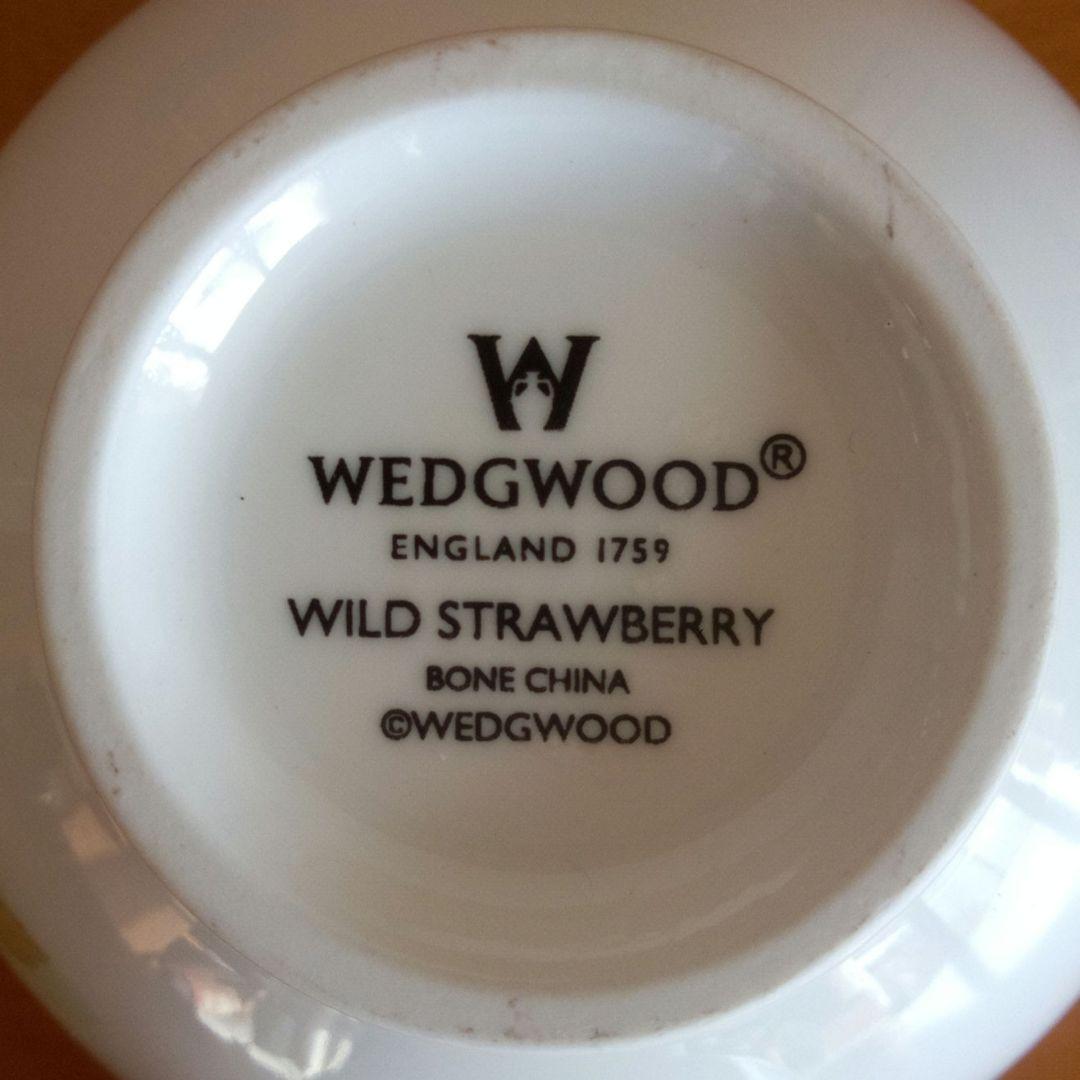 W
WEDGWOOD®
ENGLAND 1759
WILD STRAWBERRY
BONE CHINA
©WEDGWOOD